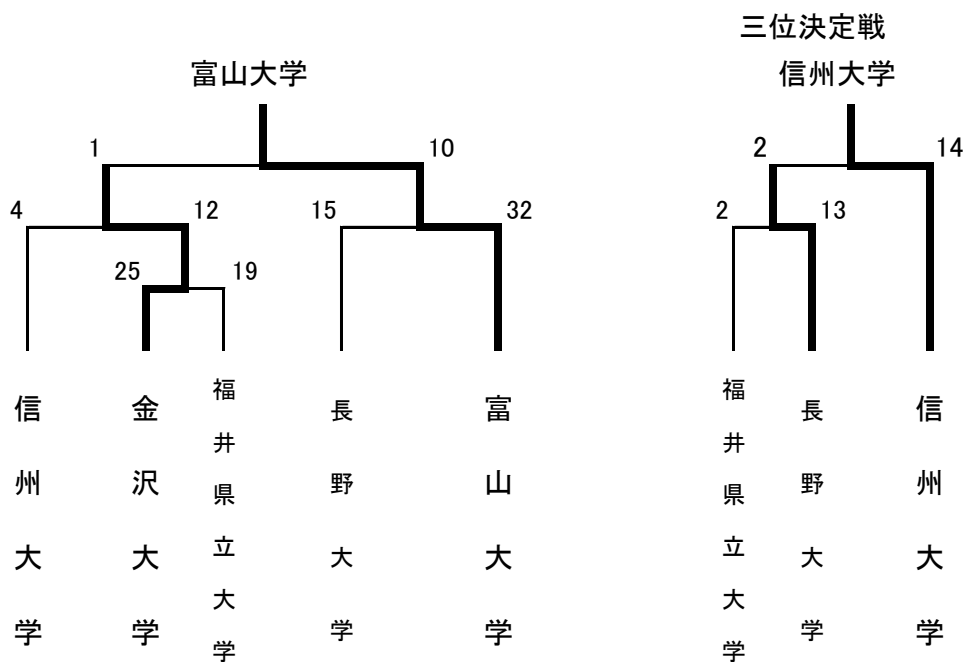 三位決定戦
富山大学
信州大学
1
10
2
14
4
12
15
32
2
13
25
19
信州大学
金沢大学
福井県立大学
長野大学
富山大学
福井県立大学
長野大学
信州大学